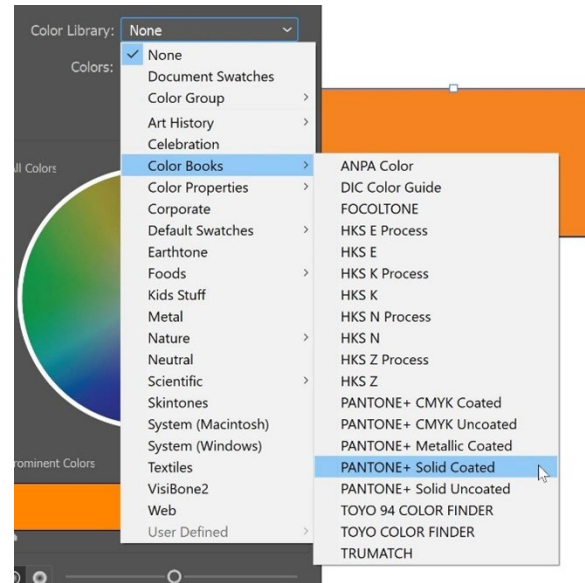 Color Library: None
Colors:
None
Document Swatches
Color Group
Art History
Celebration
Color Books
Color Properties
Corporate
Default Swatches
Earthtone
Foods
Kids Stuff
Metal
Nature
Neutral
Scientific
Skintones
System (Macintosh)
System (Windows)
Textiles
VisiBone2
Web
User Defined
ANPA Color
DIC Color Guide
FOCOLTONE
HKS E Process
HKS E
HKS K Process
HKS K
HKS N Process
HKS N
HKS Z Process
HKS Z
PANTONE+ CMYK Coated
PANTONE+ CMYK Uncoated
PANTONE+ Metallic Coated
PANTONE+ Solid Coated
PANTONE+ Solid Uncoated
TOYO 94 COLOR FINDER
TOYO COLOR FINDER
TRUMATCH
ll Colors
rominent Colors